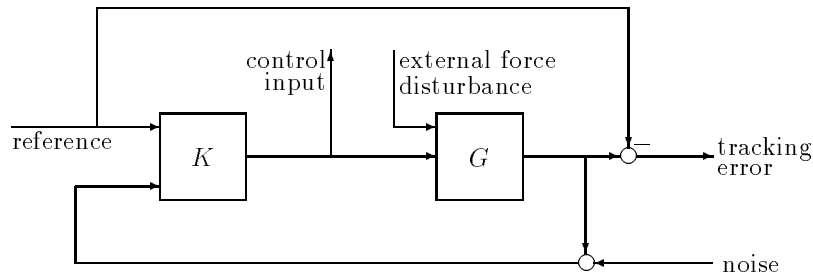 control
input
external force
disturbance
reference
K
G
−
tracking
error
noise